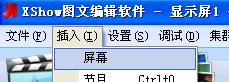 XShow图文编辑软件 - 显示屏1
文件(F) 插入(I) 设置(S) 调试(D) 集群
屏幕
节目 Ctrl+O